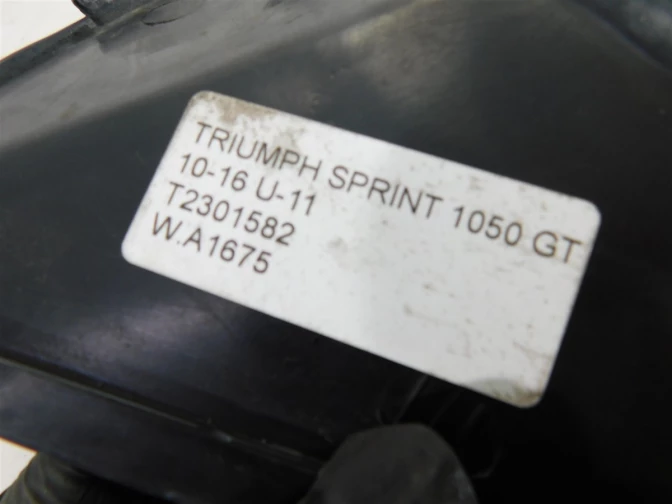 TRIUMPH SPRINT 1050 GT
10-16 U-11
T2301582
W.A1675